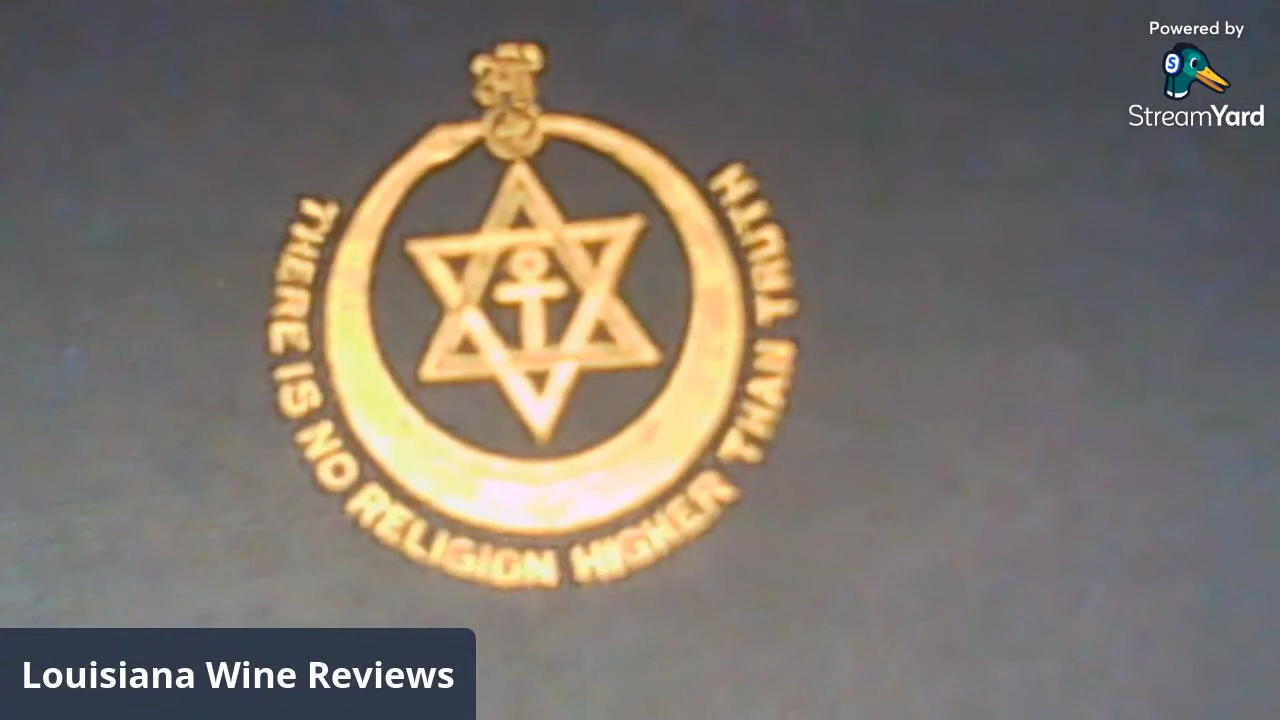 Powered by
StreamYard
THERE IS NO RELIGION HIGHER THAN TRUTH
Louisiana Wine Reviews